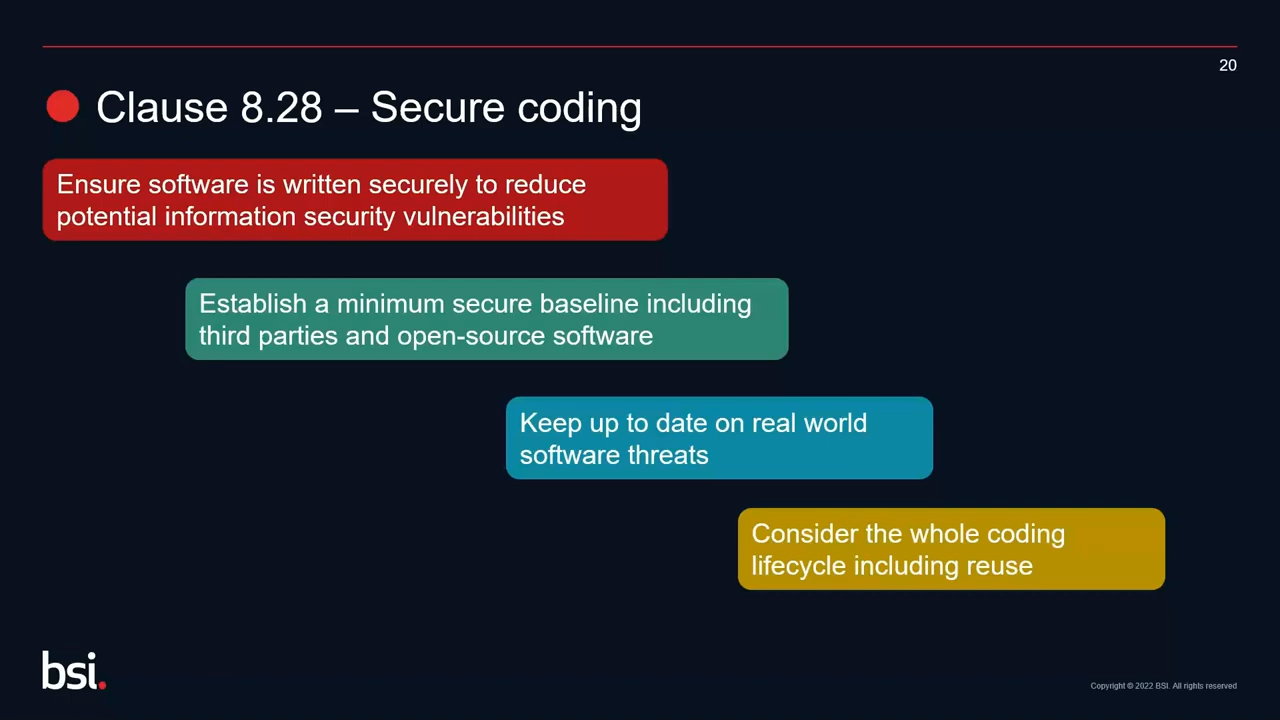 20
Clause 8.28 – Secure coding
Ensure software is written securely to reduce
potential information security vulnerabilities
Establish a minimum secure baseline including
third parties and open-source software
Keep up to date on real world
software threats
Consider the whole coding
lifecycle including reuse
bsi.
Copyright © 2022 BSI. All rights reserved